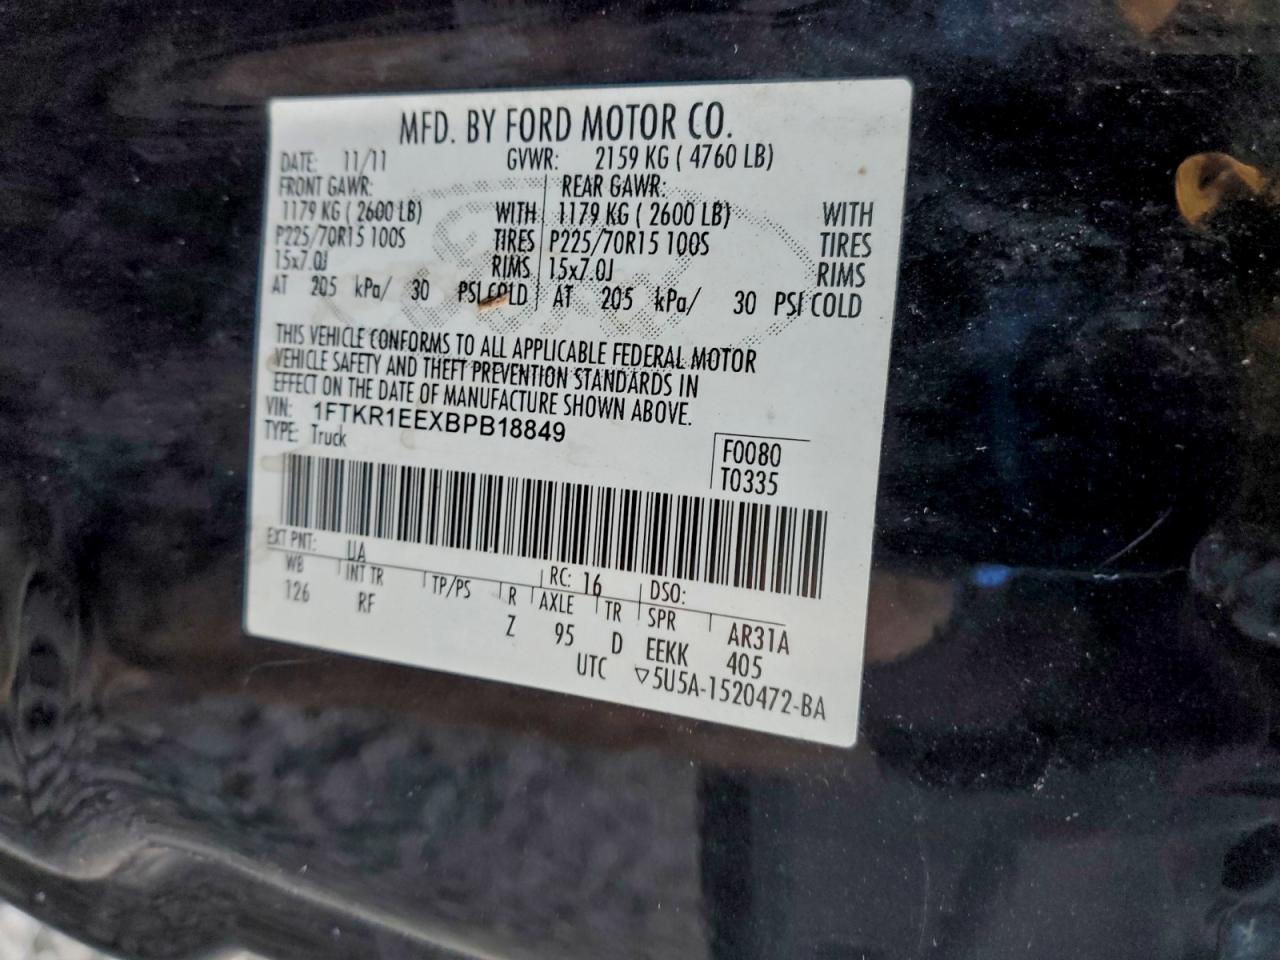 MFD. BY FORD MOTOR CO.
DATE: 11/11 GVWR: 2159 KG ( 4760 LB)
FRONT GAWR: REAR GAWR:
1179 KG ( 2600 LB) WITH 1179 KG ( 2600 LB) WITH
P225/70R15 100S TIRES P225/70R15 100S TIRES
15x7.0J RIMS 15x7.0J RIMS
AT 205 kPa/ 30 PSI COLD AT 205 kPa/ 30 PSI COLD
THIS VEHICLE CONFORMS TO ALL APPLICABLE FEDERAL MOTOR
VEHICLE SAFETY AND THEFT PREVENTION STANDARDS IN
EFFECT ON THE DATE OF MANUFACTURE SHOWN ABOVE.
VIN: 1FTKR1EEXBPB18849
TYPE: Truck
F0080
T0335
EXT PNT: UA RC: 16 DSO:
WB INT TR TP/PS R AXLE TR SPR AR31A
126 RF Z 95 D EEKK 405
UTC ▽5U5A-1520472-BA